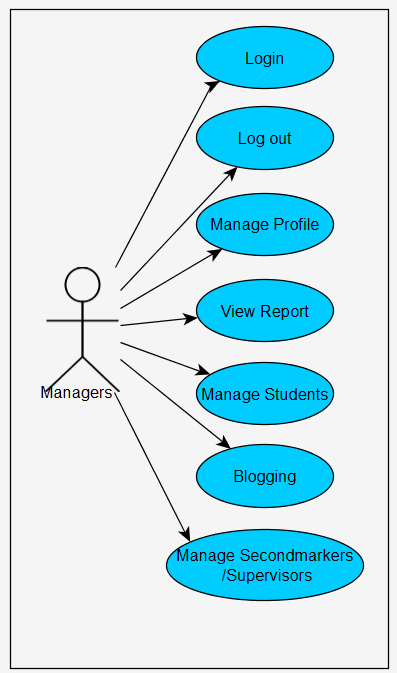 Login
Log out
Manage Profile
View Report
Manage Students
Managers
Blogging
Manage Secondmarkers
/Supervisors